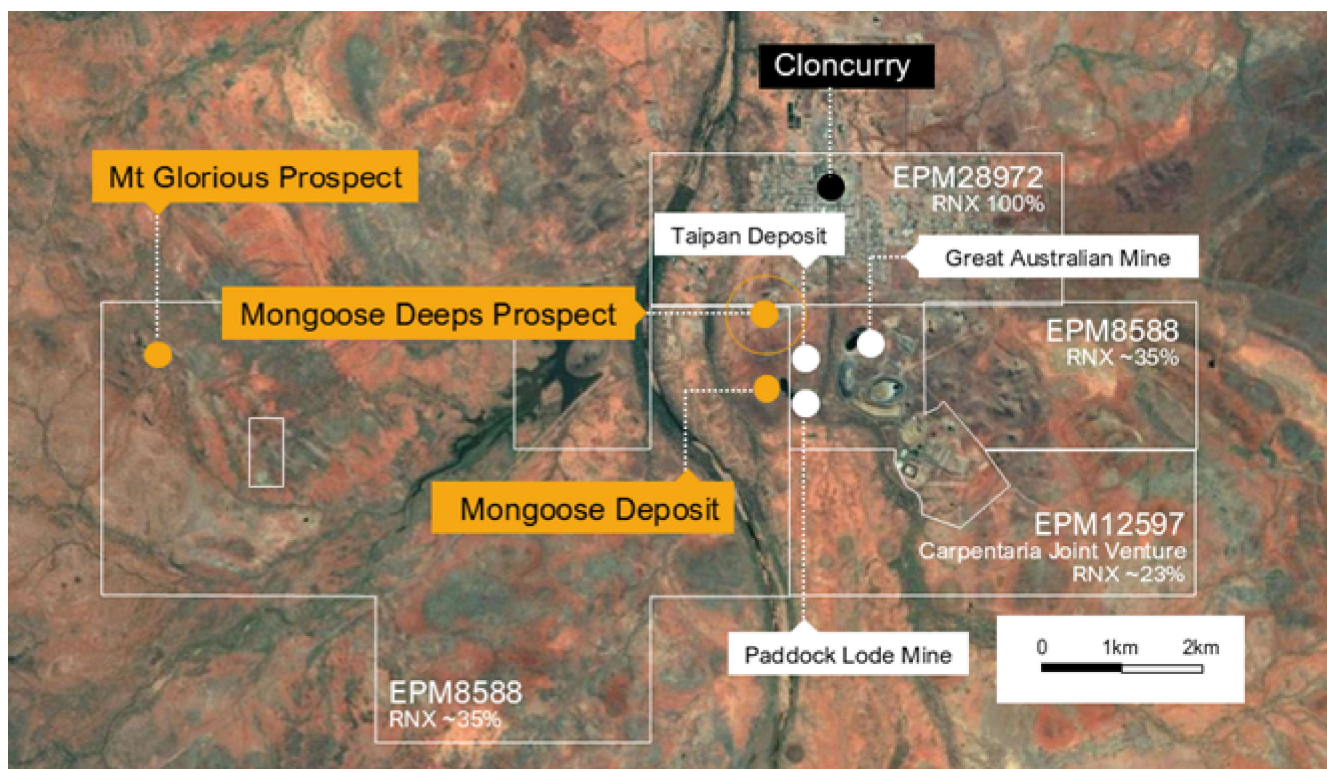 Cloncurry
Mt Glorious Prospect
EPM28972
RNX 100%
Taipan Deposit
Great Australian Mine
Mongoose Deeps Prospect
EPM8588
RNX ~35%
Mongoose Deposit
EPM12597
Carpentaria Joint Venture
RNX ~23%
Paddock Lode Mine
0 1km 2km
EPM8588
RNX ~35%